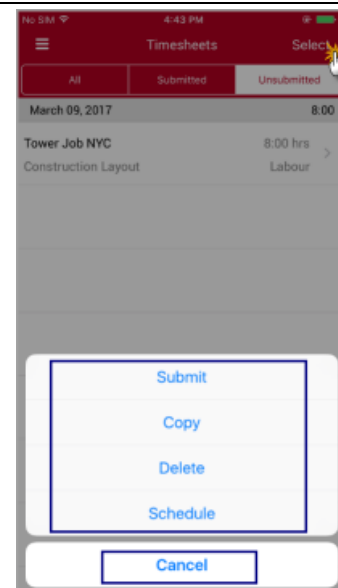 No SIM 4:43 PM
Timesheets Select
All Submitted Unsubmitted
March 09, 2017 8:00
Tower Job NYC 8:00 hrs
Construction Layout Labour
Submit
Copy
Delete
Schedule
Cancel